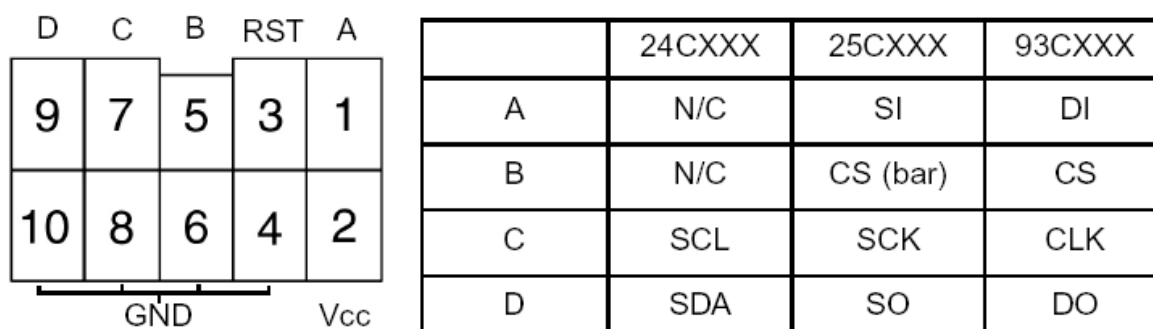 D C B RST A
9 7 5 3 1
10 8 6 4 2
GND Vcc
24CXXX 25CXXX 93CXXX
A N/C SI DI
B N/C CS (bar) CS
C SCL SCK CLK
D SDA SO DO